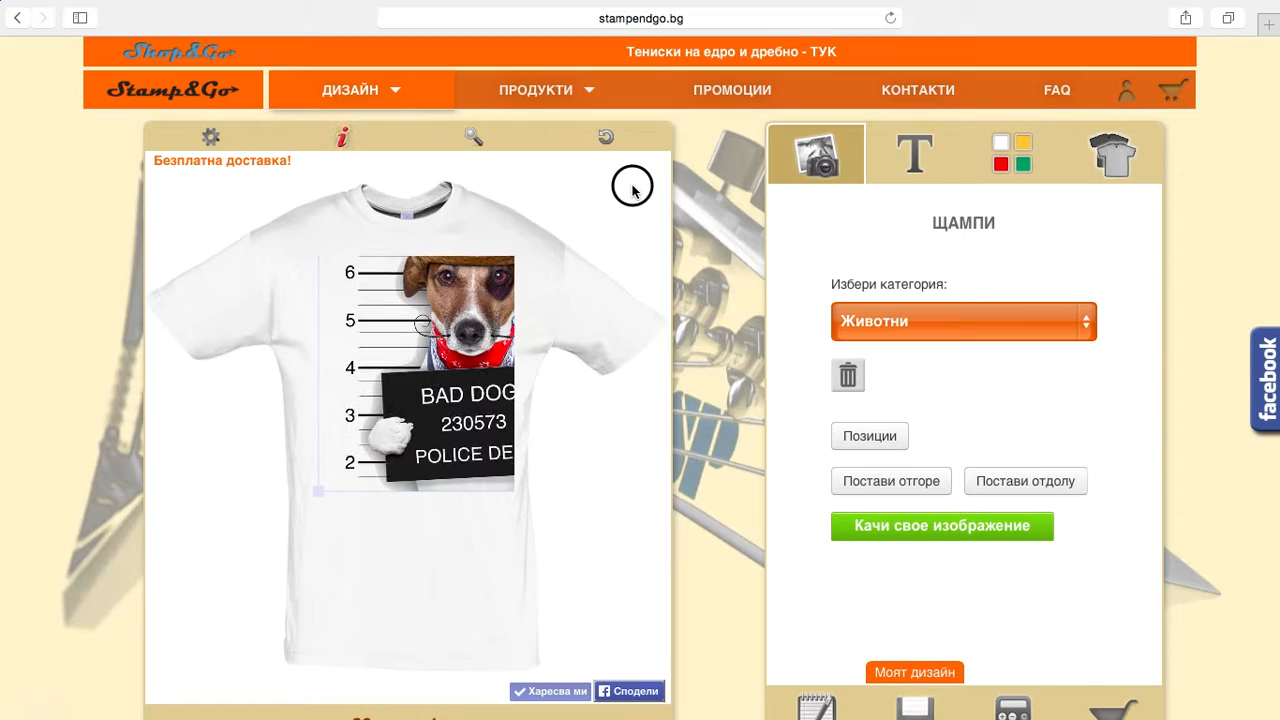 stampendgo.bg
Shop&Go
Тениски на едро и дребно - ТУК
Stamp&Go
ДИЗАЙН
ПРОДУКТИ
ПРОМОЦИИ
КОНТАКТИ
FAQ
Безплатна доставка!
6
5
4
3
2
BAD DOG
230573
POLICE DE
T
ЩАМПИ
Избери категория:
Животни
Позиции
Постави отгоре
Постави отдолу
Качи свое изображение
facebook
Моят дизайн
Харесва ми
Сподели